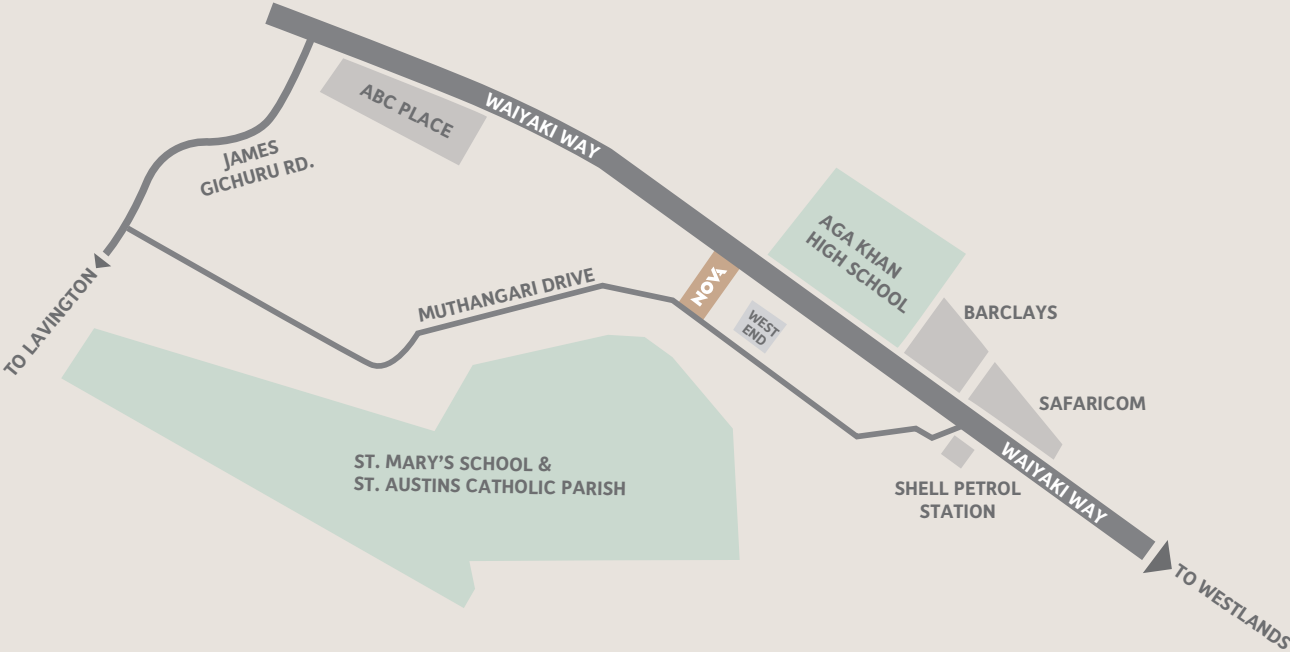 WAIYAKI WAY
ABC PLACE
JAMES
GICHURU RD.
TO LAVINGTON
MUTHANGARI DRIVE
NOVA
WEST
END
AGA KHAN
HIGH SCHOOL
BARCLAYS
SAFARICOM
WAIYAKI WAY
SHELL PETROL
STATION
TO WESTLANDS
ST. MARY’S SCHOOL &
ST. AUSTINS CATHOLIC PARISH